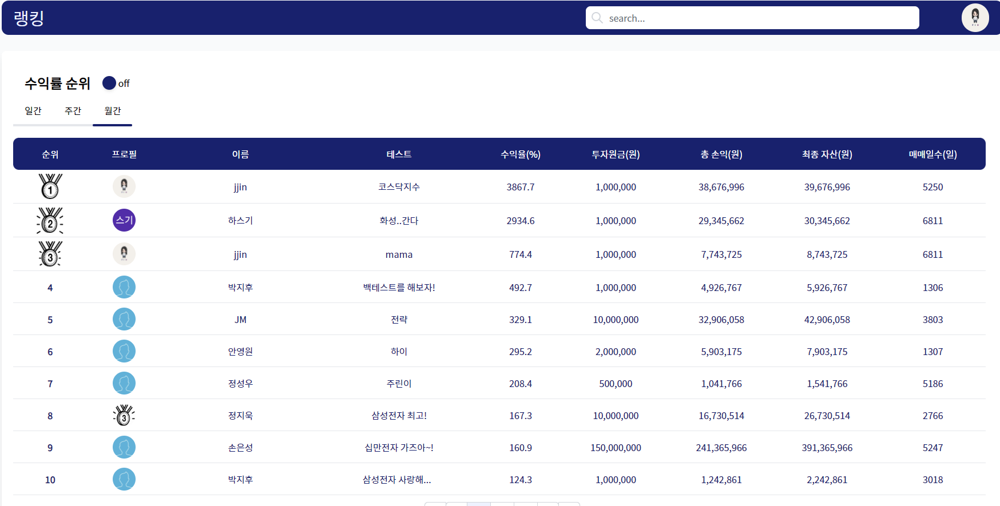 랭킹
search...
수익률 순위 off
일간 주간 월간
순위 프로필 이름 테스트 수익율(%) 투자원금(원) 총 손익(원) 최종 자산(원) 매매일수(일)
1 jjin 코스닥지수 3867.7 1,000,000 38,676,996 39,676,996 5250
2 스기 하스기 화성..간다 2934.6 1,000,000 29,345,662 30,345,662 6811
3 jjin mama 774.4 1,000,000 7,743,725 8,743,725 6811
4 박지후 백테스트를 해보자! 492.7 1,000,000 4,926,767 5,926,767 1306
5 JM 전략 329.1 10,000,000 32,906,058 42,906,058 3803
6 안영원 하이 295.2 2,000,000 5,903,175 7,903,175 1307
7 정성우 주린이 208.4 500,000 1,041,766 1,541,766 5186
8 3 정지욱 삼성전자 최고! 167.3 10,000,000 16,730,514 26,730,514 2766
9 손은성 십만전자 가즈아~! 160.9 150,000,000 241,365,966 391,365,966 5247
10 박지후 삼성전자 사랑해... 124.3 1,000,000 1,242,861 2,242,861 3018